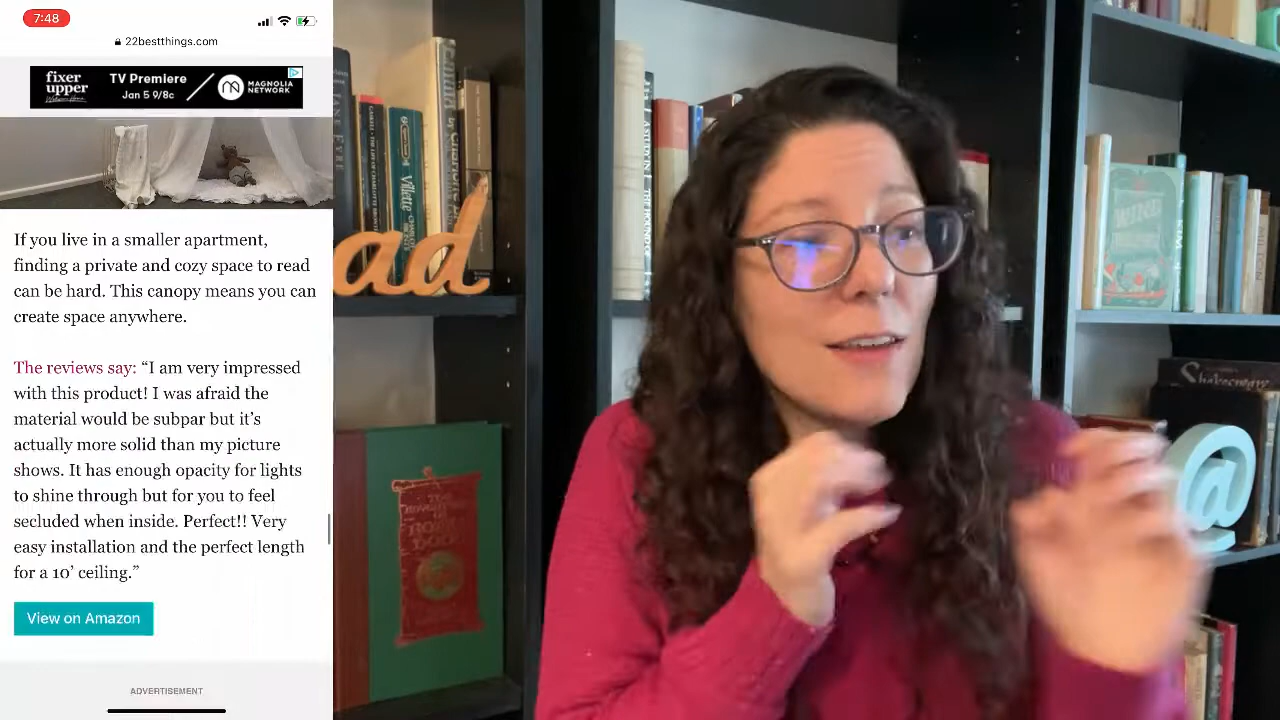 7:48
22bestthings.com
fixer
upper
Welcome Home
TV Premiere
Jan 5 9/8c
MAGNOLIA
NETWORK
If you live in a smaller apartment,
finding a private and cozy space to read
can be hard. This canopy means you can
create space anywhere.
The reviews say: “I am very impressed
with this product! I was afraid the
material would be subpar but it’s
actually more solid than my picture
shows. It has enough opacity for lights
to shine through but for you to feel
secluded when inside. Perfect!! Very
easy installation and the perfect length
for a 10’ ceiling.”
View on Amazon
ADVERTISEMENT
JANE EYRE
Villette
ad
WIND
KIM
Shakespeare
@